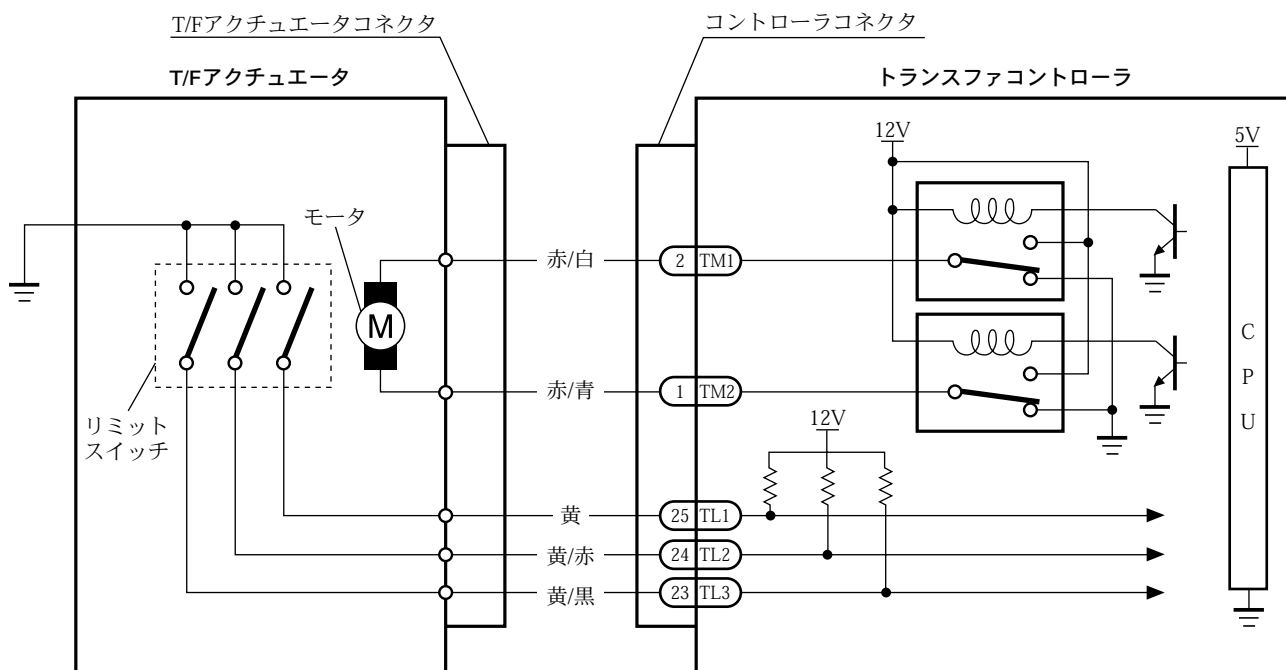 T/Fアクチュエータコネクタ
コントローラコネクタ
T/Fアクチュエータ
トランスファコントローラ
12V
5V
モータ
M
赤/白
2 TM1
赤/青
1 TM2
C
P
U
リミット
スイッチ
12V
黄
25 TL1
黄/赤
24 TL2
黄/黒
23 TL3